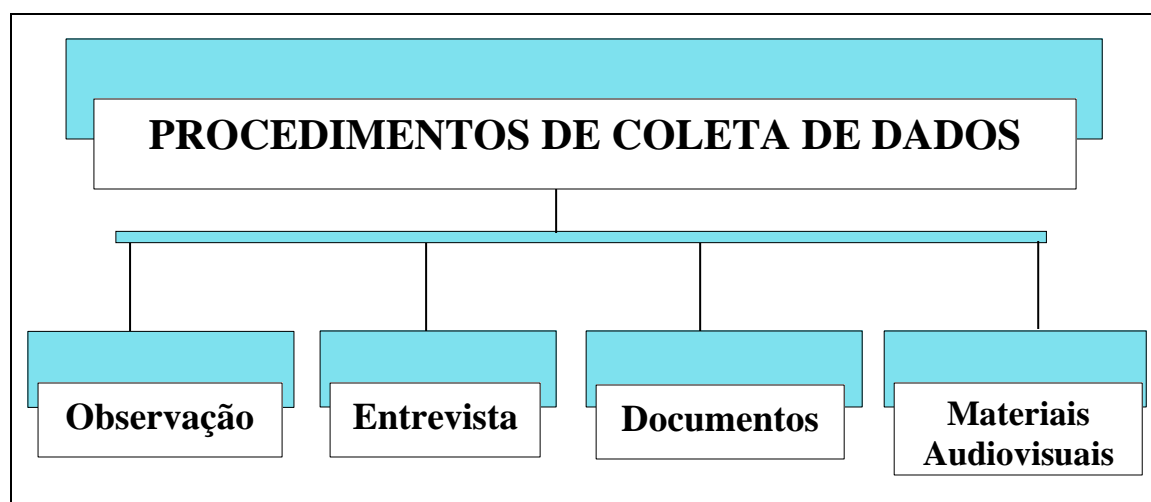 PROCEDIMENTOS DE COLETA DE DADOS
Observação
Entrevista
Documentos
Materiais
Audiovisuais